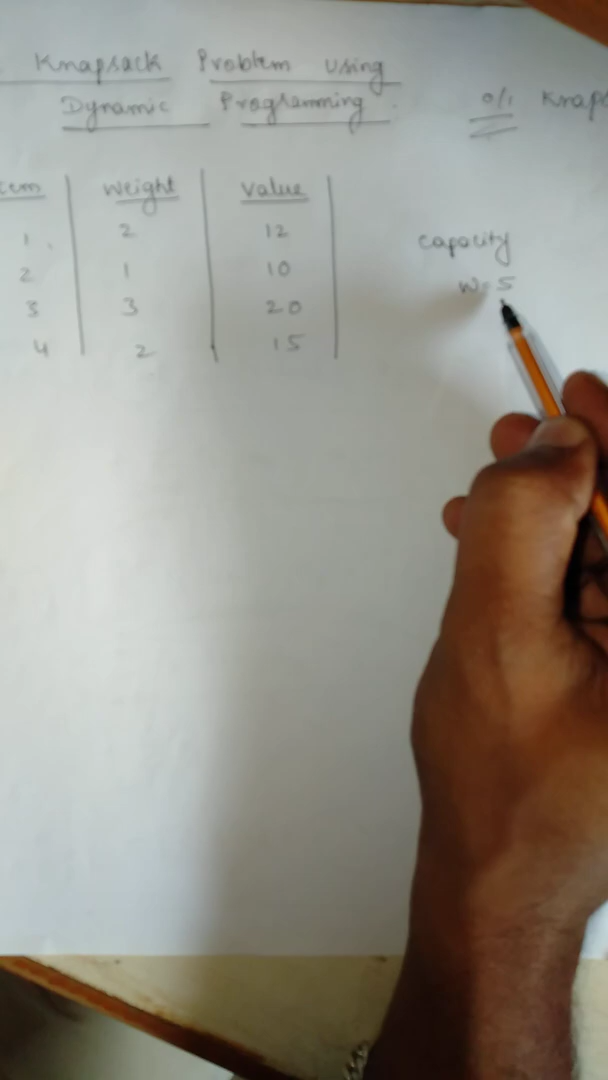 Knapsack Problem using
Dynamic Programming.
0/1 Knap
tem weight value
1. 2 12
2 1 10
3 3 20
4 2 15
capacity
W=5